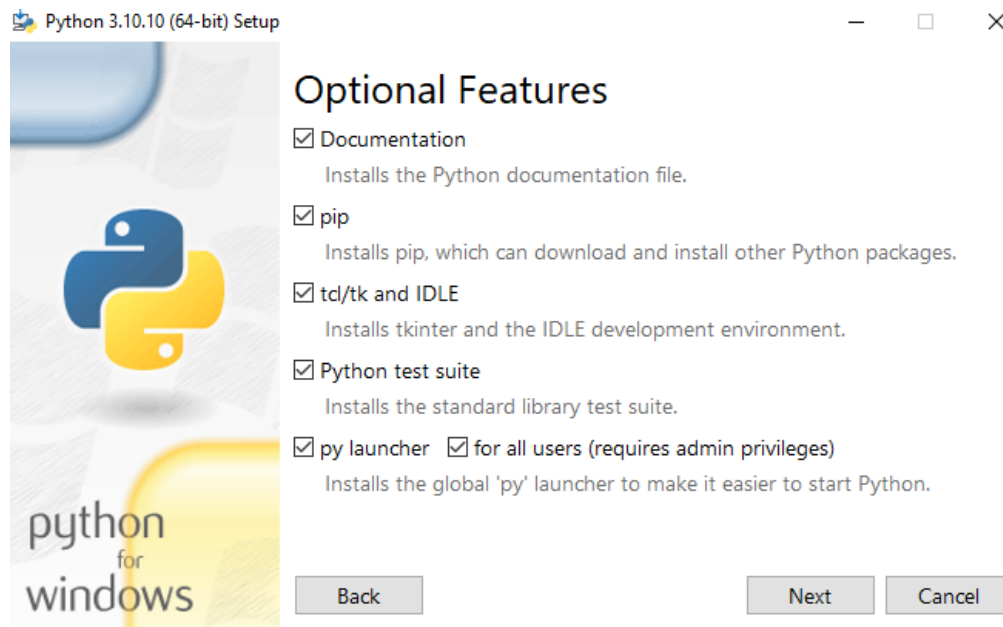 Python 3.10.10 (64-bit) Setup
Optional Features
Documentation
Installs the Python documentation file.
pip
Installs pip, which can download and install other Python packages.
tcl/tk and IDLE
Installs tkinter and the IDLE development environment.
Python test suite
Installs the standard library test suite.
py launcher for all users (requires admin privileges)
Installs the global 'py' launcher to make it easier to start Python.
python
for
windows
Back Next Cancel